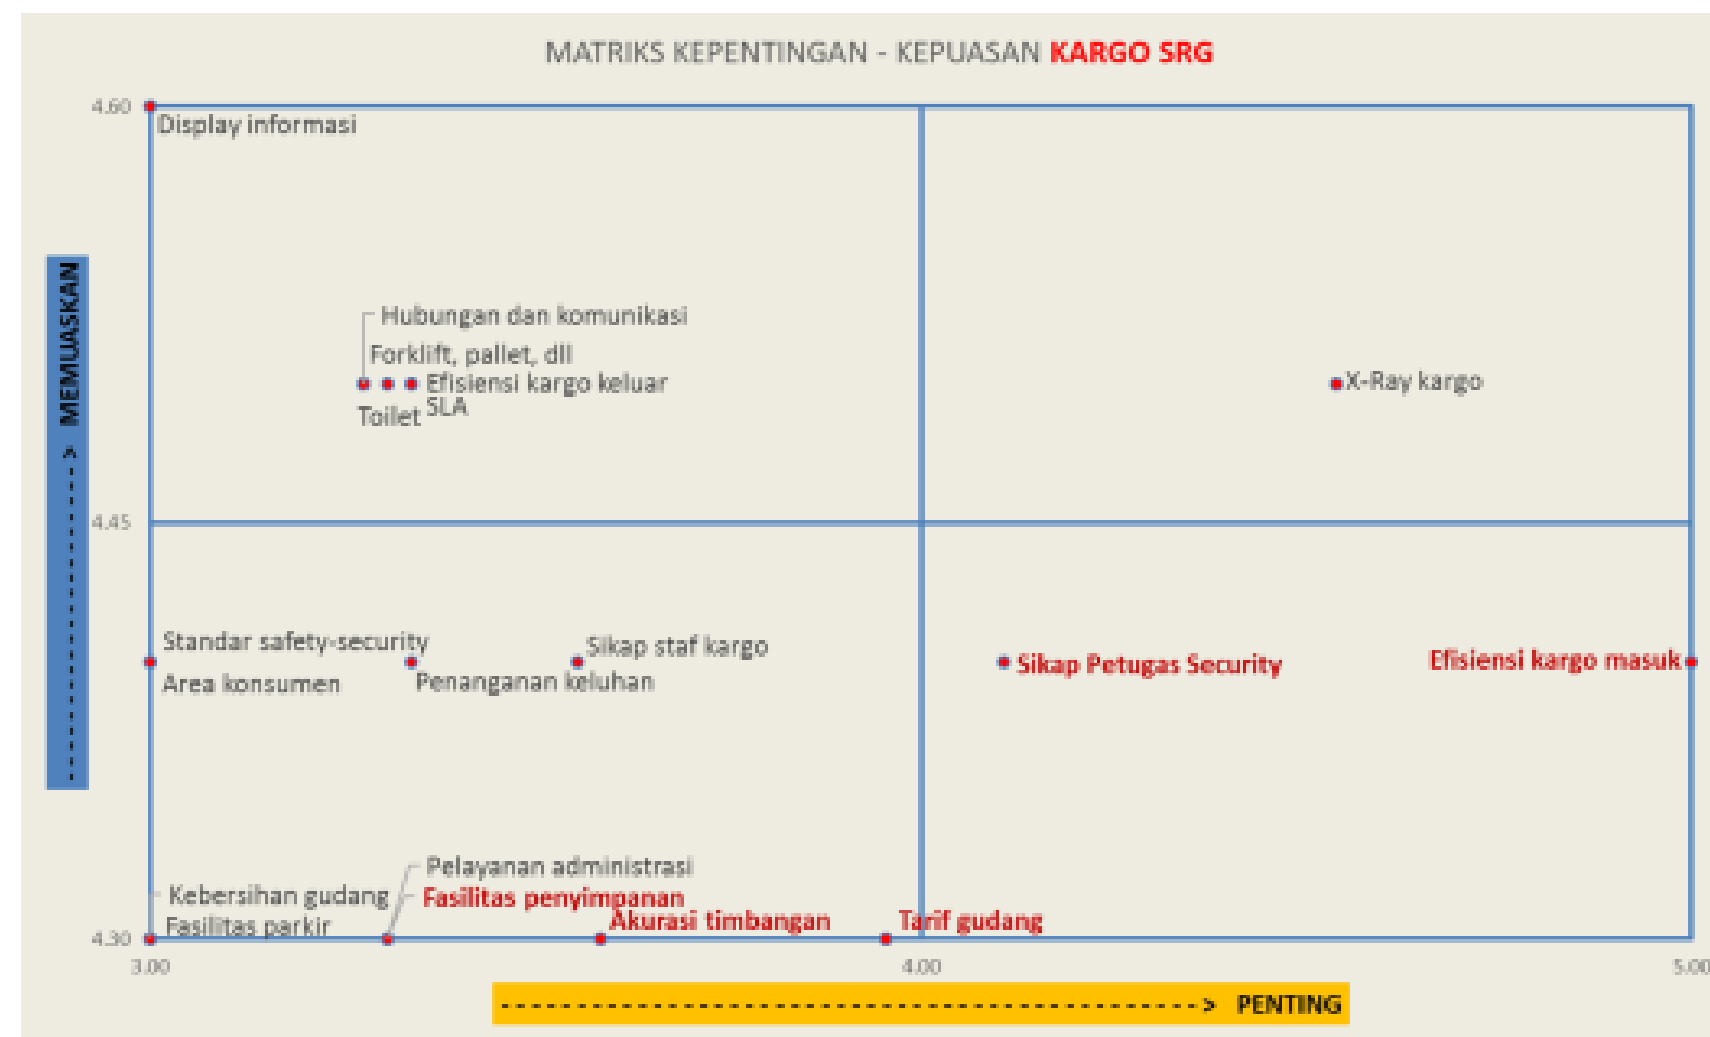 MATRIKS KEPENTINGAN - KEPUASAN KARGO SRG
4.60
Display informasi
MEMUASKAN
Hubungan dan komunikasi
Forklift, pallet, dll
Efisiensi kargo keluar
SLA
Toilet
X-Ray kargo
4.45
Standar safety-security
Sikap staf kargo
Area konsumen
Penanganan keluhan
Sikap Petugas Security
Efisiensi kargo masuk
Pelayanan administrasi
Kebersihan gudang
Fasilitas penyimpanan
Fasilitas parkir
Akurasi timbangan
Tarif gudang
4.30
3.00
4.00
5.00
--------------------------> PENTING